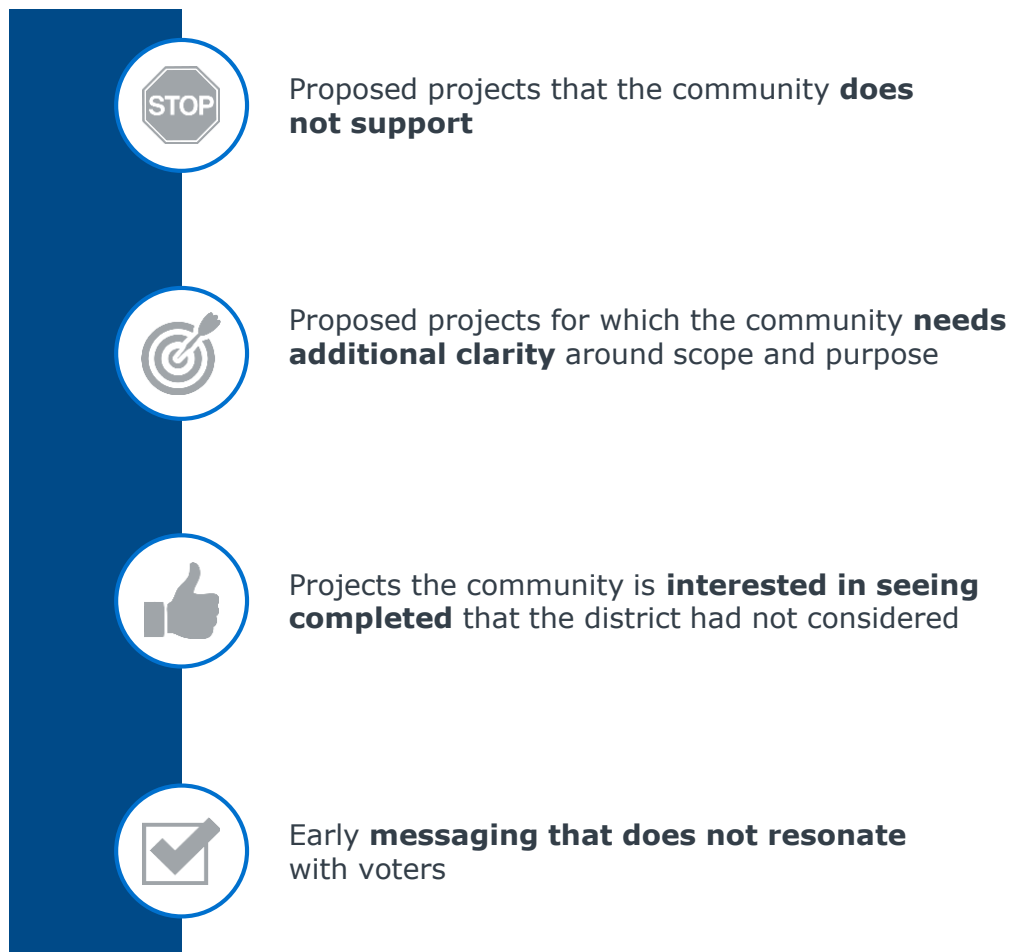 STOP
Proposed projects that the community does
not support
Proposed projects for which the community needs
additional clarity around scope and purpose
Projects the community is interested in seeing
completed that the district had not considered
Early messaging that does not resonate
with voters